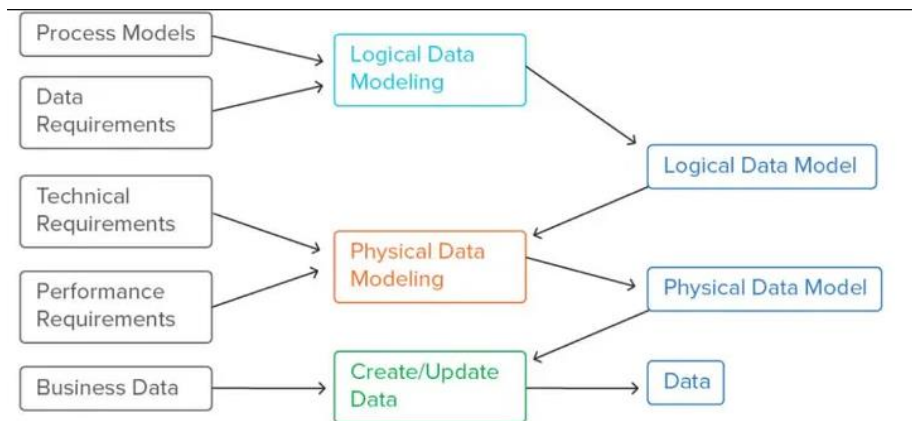 Process Models
Data
Requirements
Technical
Requirements
Performance
Requirements
Business Data
Logical Data
Modeling
Physical Data
Modeling
Create/Update
Data
Logical Data Model
Physical Data Model
Data